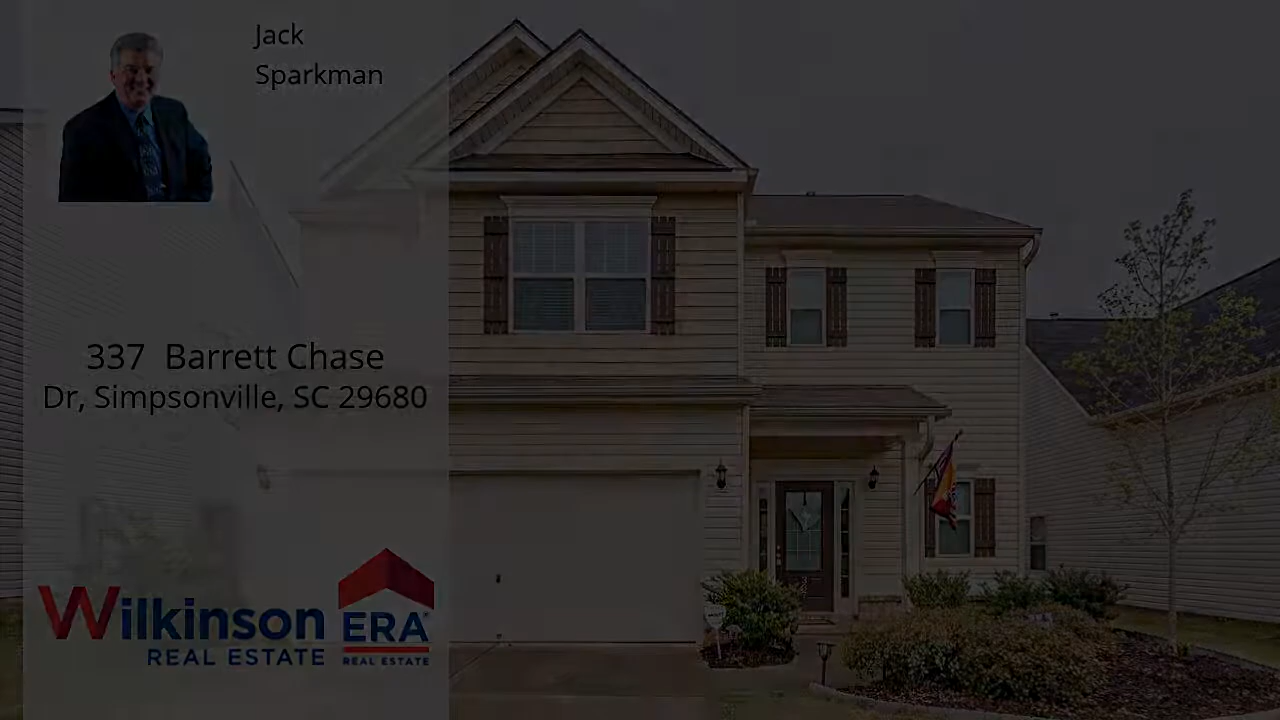 Jack
Sparkman
337 Barrett Chase
Dr, Simpsonville, SC 29680
Wilkinson
REAL ESTATE
ERA
REAL ESTATE